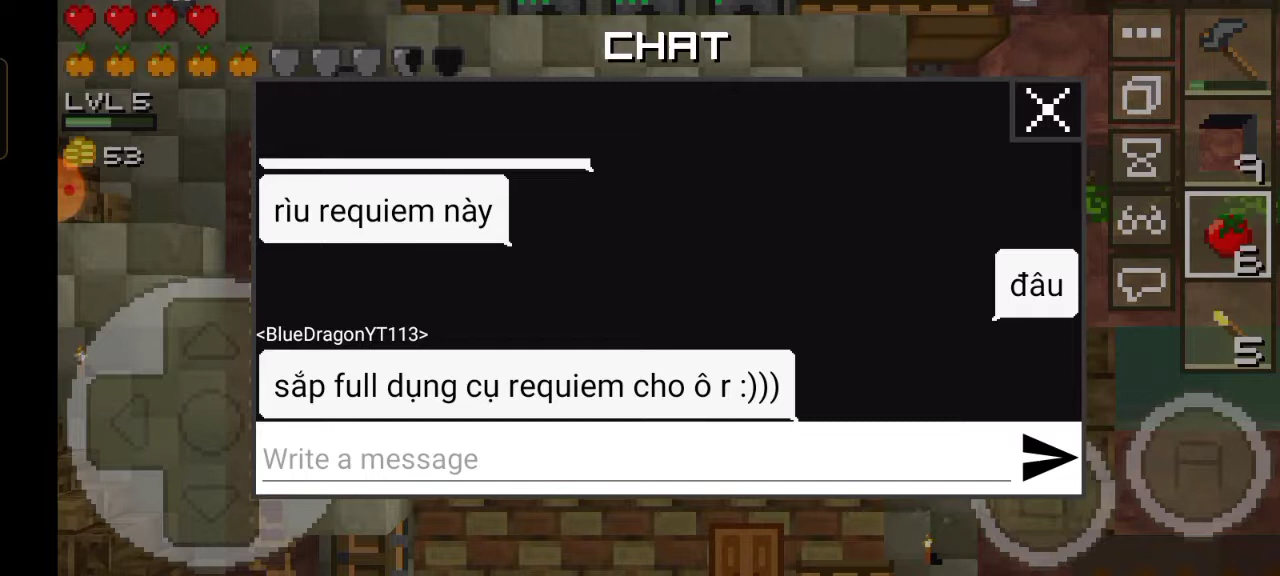 CHAT
LVL 5
53
rìu requiem này
đâu
<BlueDragonYT113>
sắp full dụng cụ requiem cho ô r :)))
Write a message
9
6
5
H